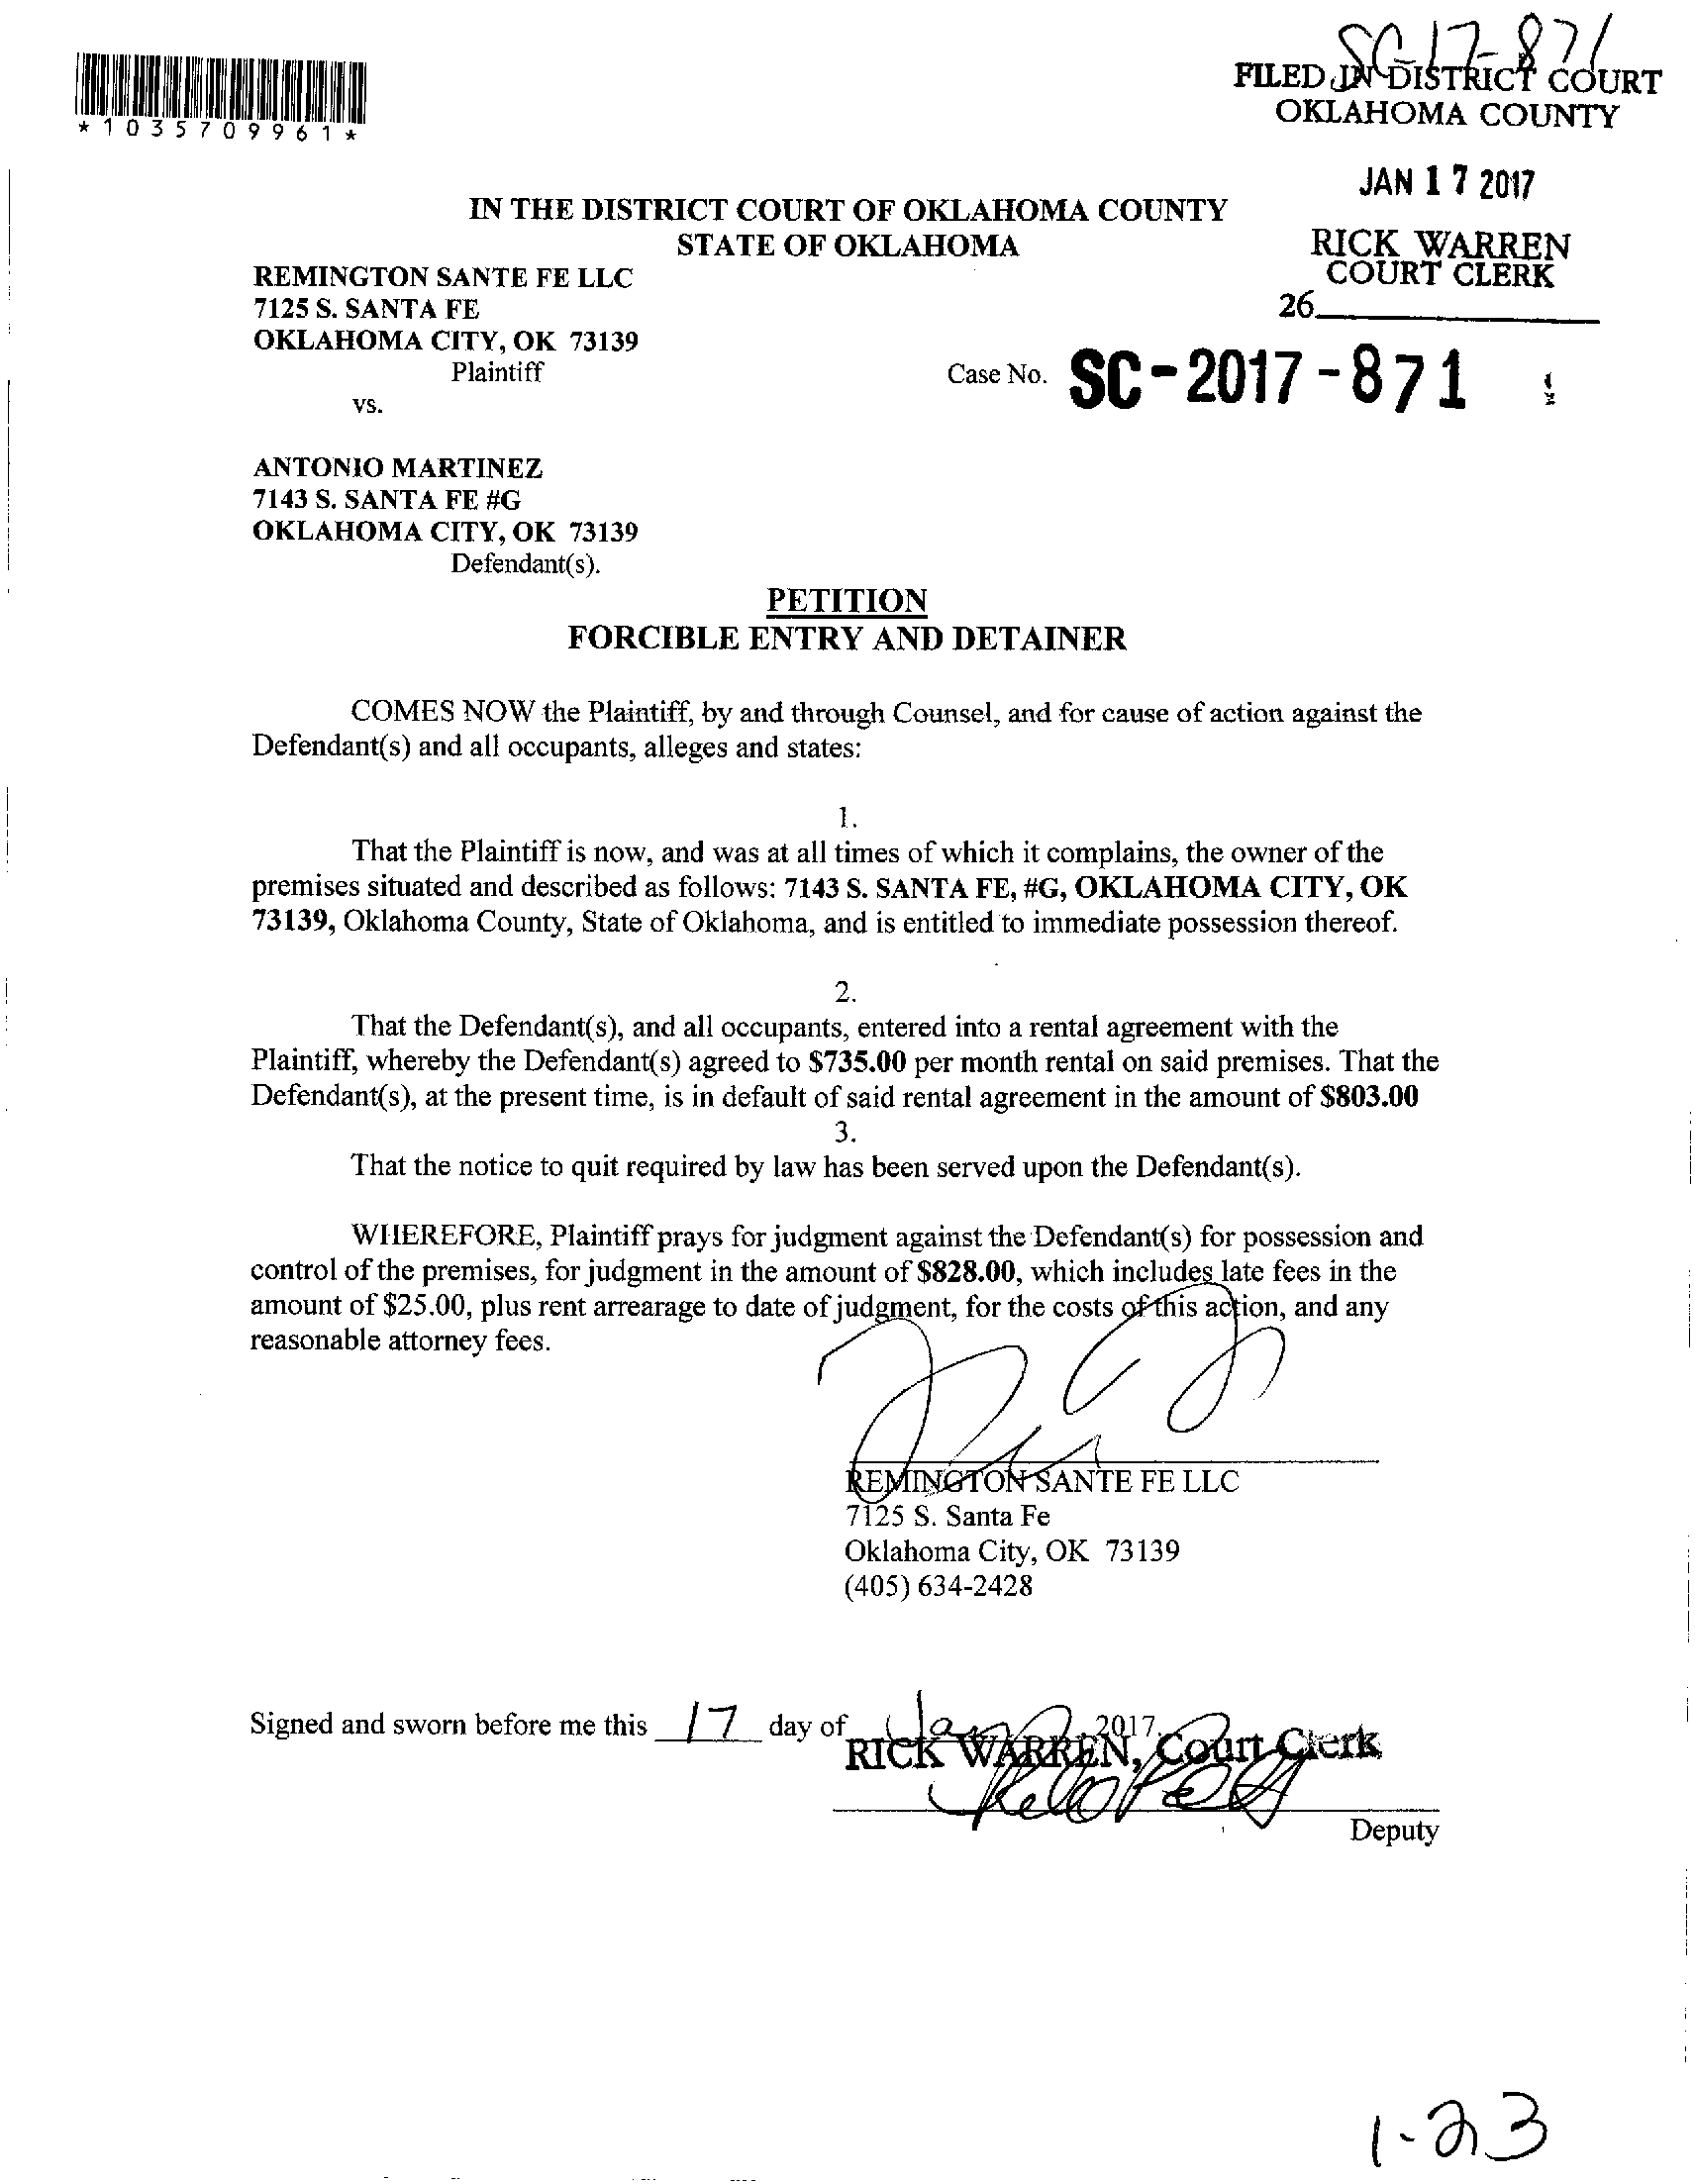 SC-17-871
FILED IN DISTRICT COURT
OKLAHOMA COUNTY
*1035709961*
JAN 17 2017
IN THE DISTRICT COURT OF OKLAHOMA COUNTY
STATE OF OKLAHOMA
RICK WARREN
COURT CLERK
26
REMINGTON SANTE FE LLC
7125 S. SANTA FE
OKLAHOMA CITY, OK 73139
Plaintiff
Case No. SC-2017-871
vs.
ANTONIO MARTINEZ
7143 S. SANTA FE #G
OKLAHOMA CITY, OK 73139
Defendant(s).
PETITION
FORCIBLE ENTRY AND DETAINER
COMES NOW the Plaintiff, by and through Counsel, and for cause of action against the
Defendant(s) and all occupants, alleges and states:
1.
That the Plaintiff is now, and was at all times of which it complains, the owner of the
premises situated and described as follows: 7143 S. SANTA FE, #G, OKLAHOMA CITY, OK
73139, Oklahoma County, State of Oklahoma, and is entitled to immediate possession thereof.
2.
That the Defendant(s), and all occupants, entered into a rental agreement with the
Plaintiff, whereby the Defendant(s) agreed to $735.00 per month rental on said premises. That the
Defendant(s), at the present time, is in default of said rental agreement in the amount of $803.00
3.
That the notice to quit required by law has been served upon the Defendant(s).
WHEREFORE, Plaintiff prays for judgment against the Defendant(s) for possession and
control of the premises, for judgment in the amount of $828.00, which includes late fees in the
amount of $25.00, plus rent arrearage to date of judgment, for the costs of this action, and any
reasonable attorney fees.
REMINGTON SANTE FE LLC
7125 S. Santa Fe
Oklahoma City, OK 73139
(405) 634-2428
Signed and sworn before me this 17 day of Jan, 2017.
RICK WARREN, Court Clerk
Deputy
1-23